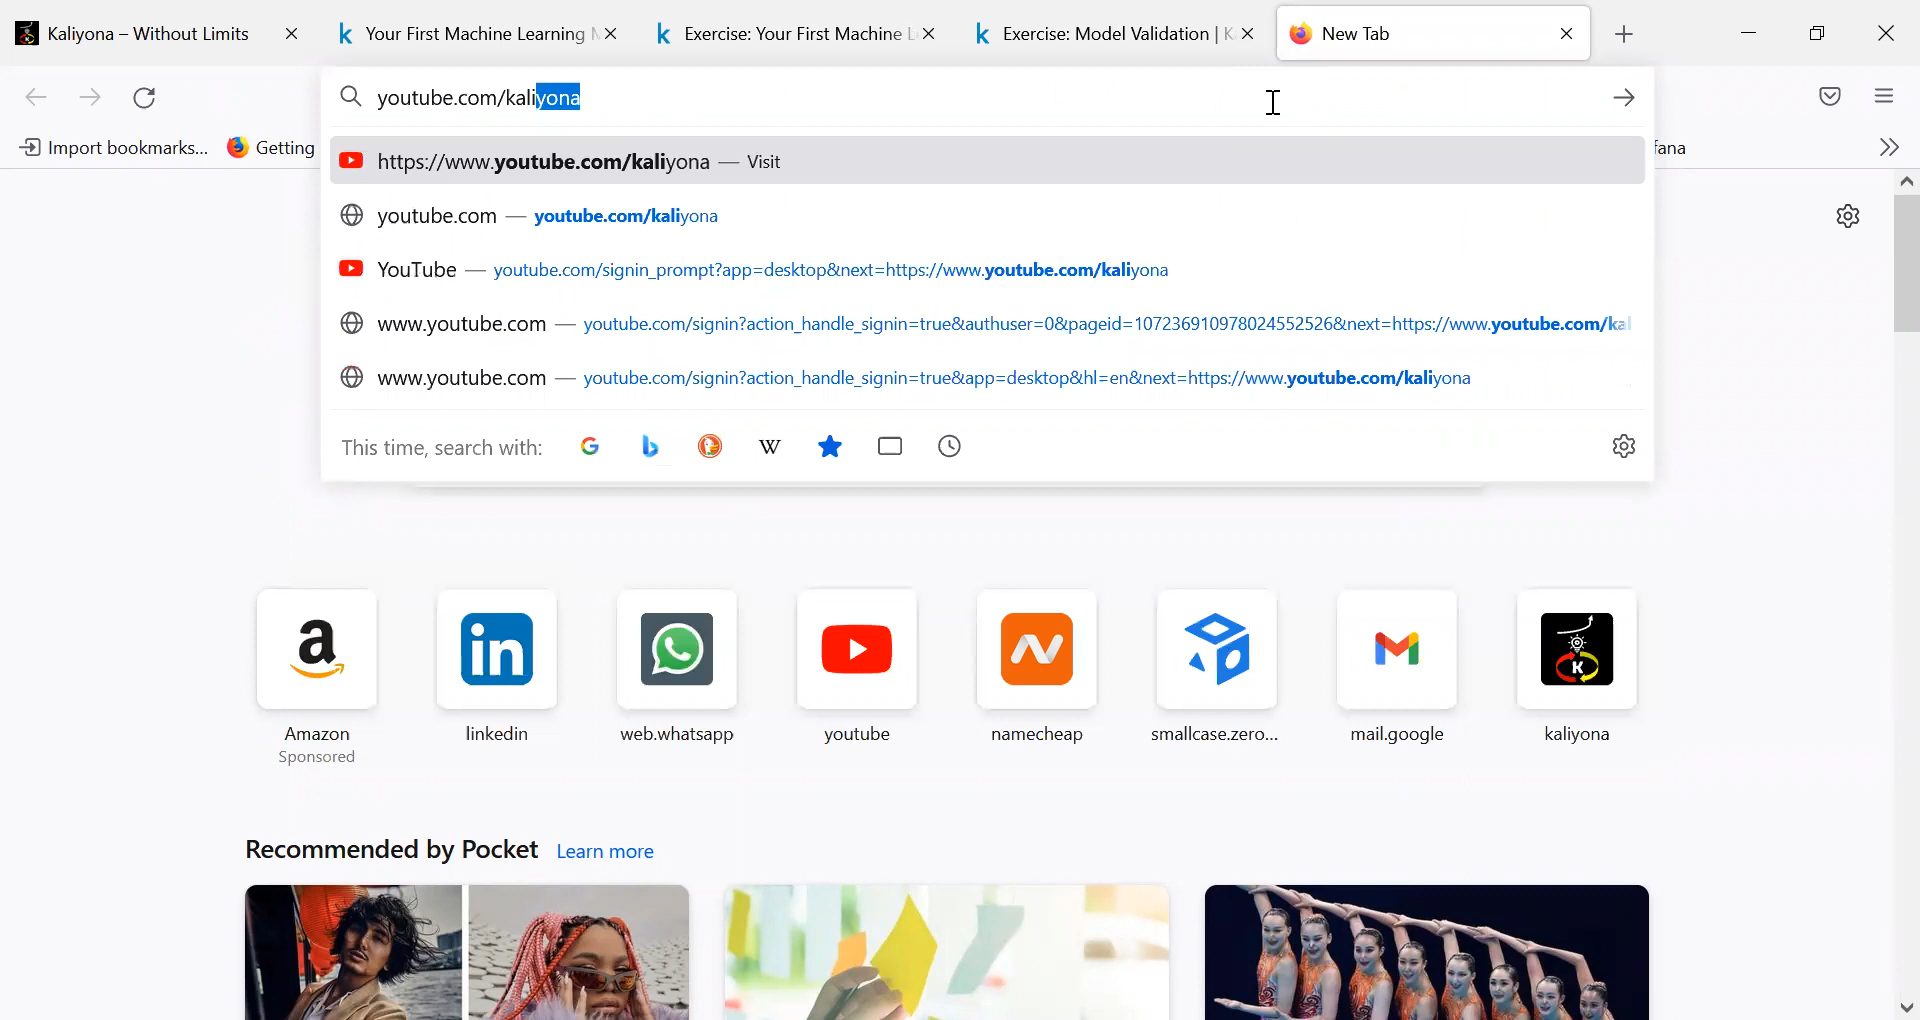 Kaliyona – Without Limits
Your First Machine Learning M
Exercise: Your First Machine Le
Exercise: Model Validation | K
New Tab
youtube.com/kaliyona
Import bookmarks...
Getting
fana
https://www.youtube.com/kaliyona — Visit
youtube.com — youtube.com/kaliyona
YouTube — youtube.com/signin_prompt?app=desktop&next=https://www.youtube.com/kaliyona
www.youtube.com — youtube.com/signin?action_handle_signin=true&authuser=0&pageid=107236910978024552526&next=https://www.youtube.com/kal
www.youtube.com — youtube.com/signin?action_handle_signin=true&app=desktop&hl=en&next=https://www.youtube.com/kaliyona
This time, search with:
Amazon
Sponsored
linkedin
web.whatsapp
youtube
namecheap
smallcase.zero...
mail.google
kaliyona
Recommended by Pocket Learn more